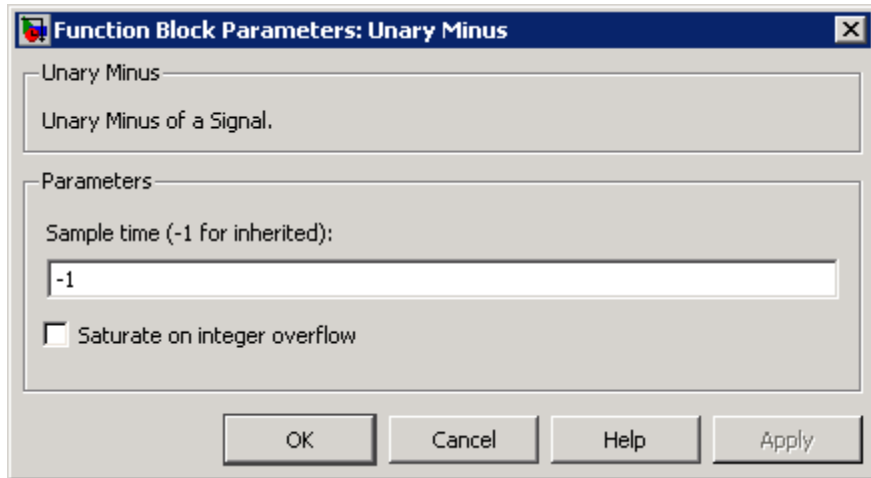 Function Block Parameters: Unary Minus
Unary Minus
Unary Minus of a Signal.
Parameters
Sample time (-1 for inherited):
-1
Saturate on integer overflow
OK Cancel Help Apply